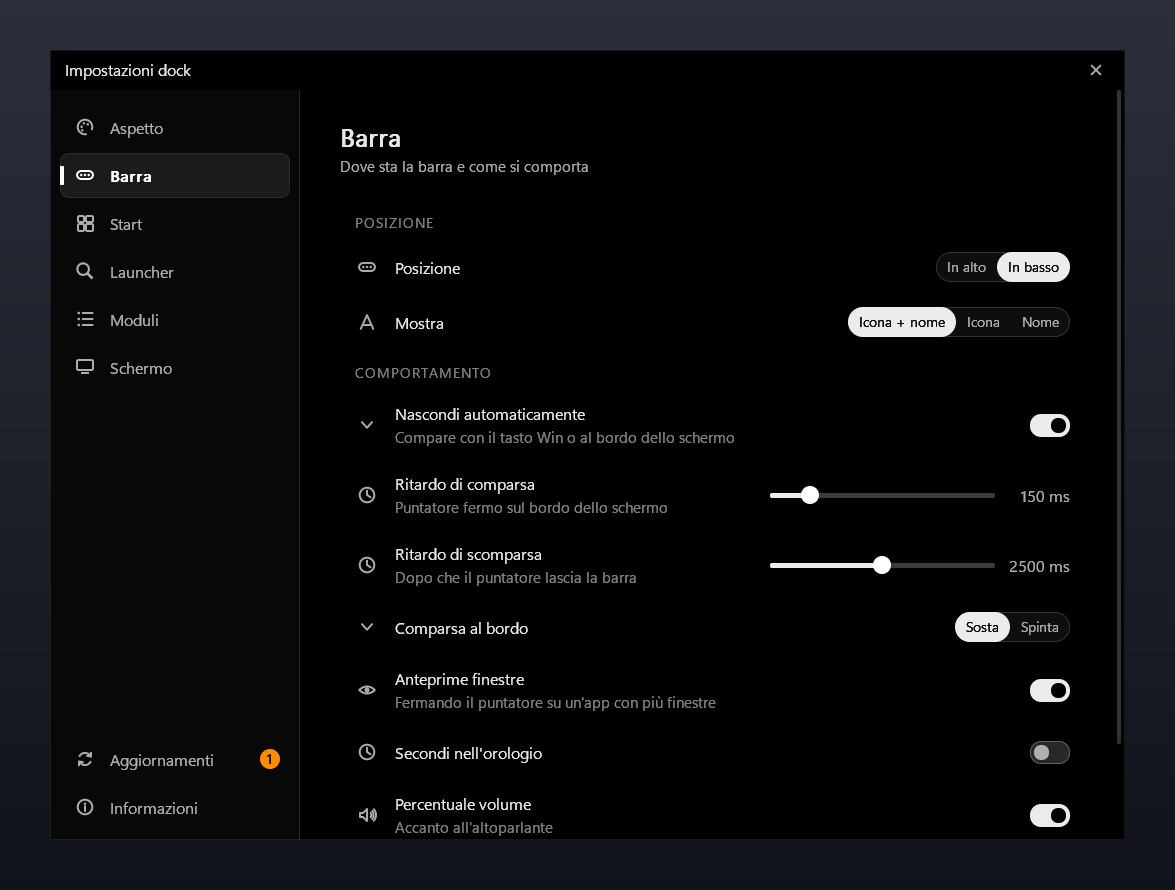 Impostazioni dock
Aspetto
Barra
Start
Launcher
Moduli
Schermo
Aggiornamenti 1
Informazioni
Barra
Dove sta la barra e come si comporta
POSIZIONE
Posizione In alto In basso
Mostra Icona + nome Icona Nome
COMPORTAMENTO
Nascondi automaticamente
Compare con il tasto Win o al bordo dello schermo
Ritardo di comparsa
Puntatore fermo sul bordo dello schermo
150 ms
Ritardo di scomparsa
Dopo che il puntatore lascia la barra
2500 ms
Comparsa al bordo Sosta Spinta
Anteprime finestre
Fermando il puntatore su un'app con più finestre
Secondi nell'orologio
Percentuale volume
Accanto all'altoparlante